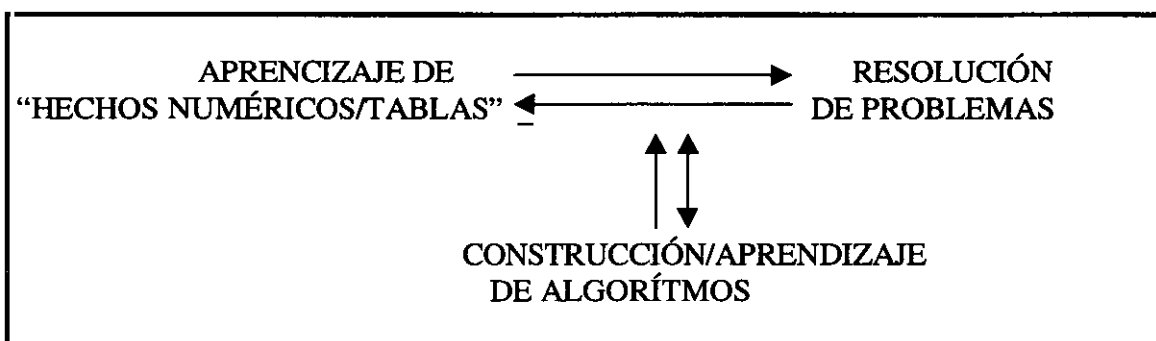 APRENCIZAJE DE
“HECHOS NUMÉRICOS/TABLAS”
RESOLUCIÓN
DE PROBLEMAS
CONSTRUCCIÓN/APRENDIZAJE
DE ALGORÍTMOS